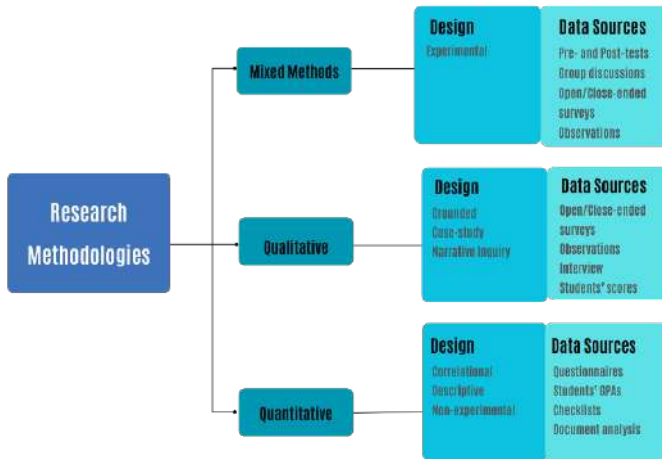 Research
Methodologies
Mixed Methods
Design
Experimental
Data Sources
Pre- and Post-tests
Group discussions
Open/Close-ended
surveys
Observations
Qualitative
Design
Grounded
Case-study
Narrative Inquiry
Data Sources
Open/Close-ended
surveys
Observations
Interview
Students' scores
Quantitative
Design
Correlational
Descriptive
Non-experimental
Data Sources
Questionnaires
Students' GPAs
Checklists
Document analysis